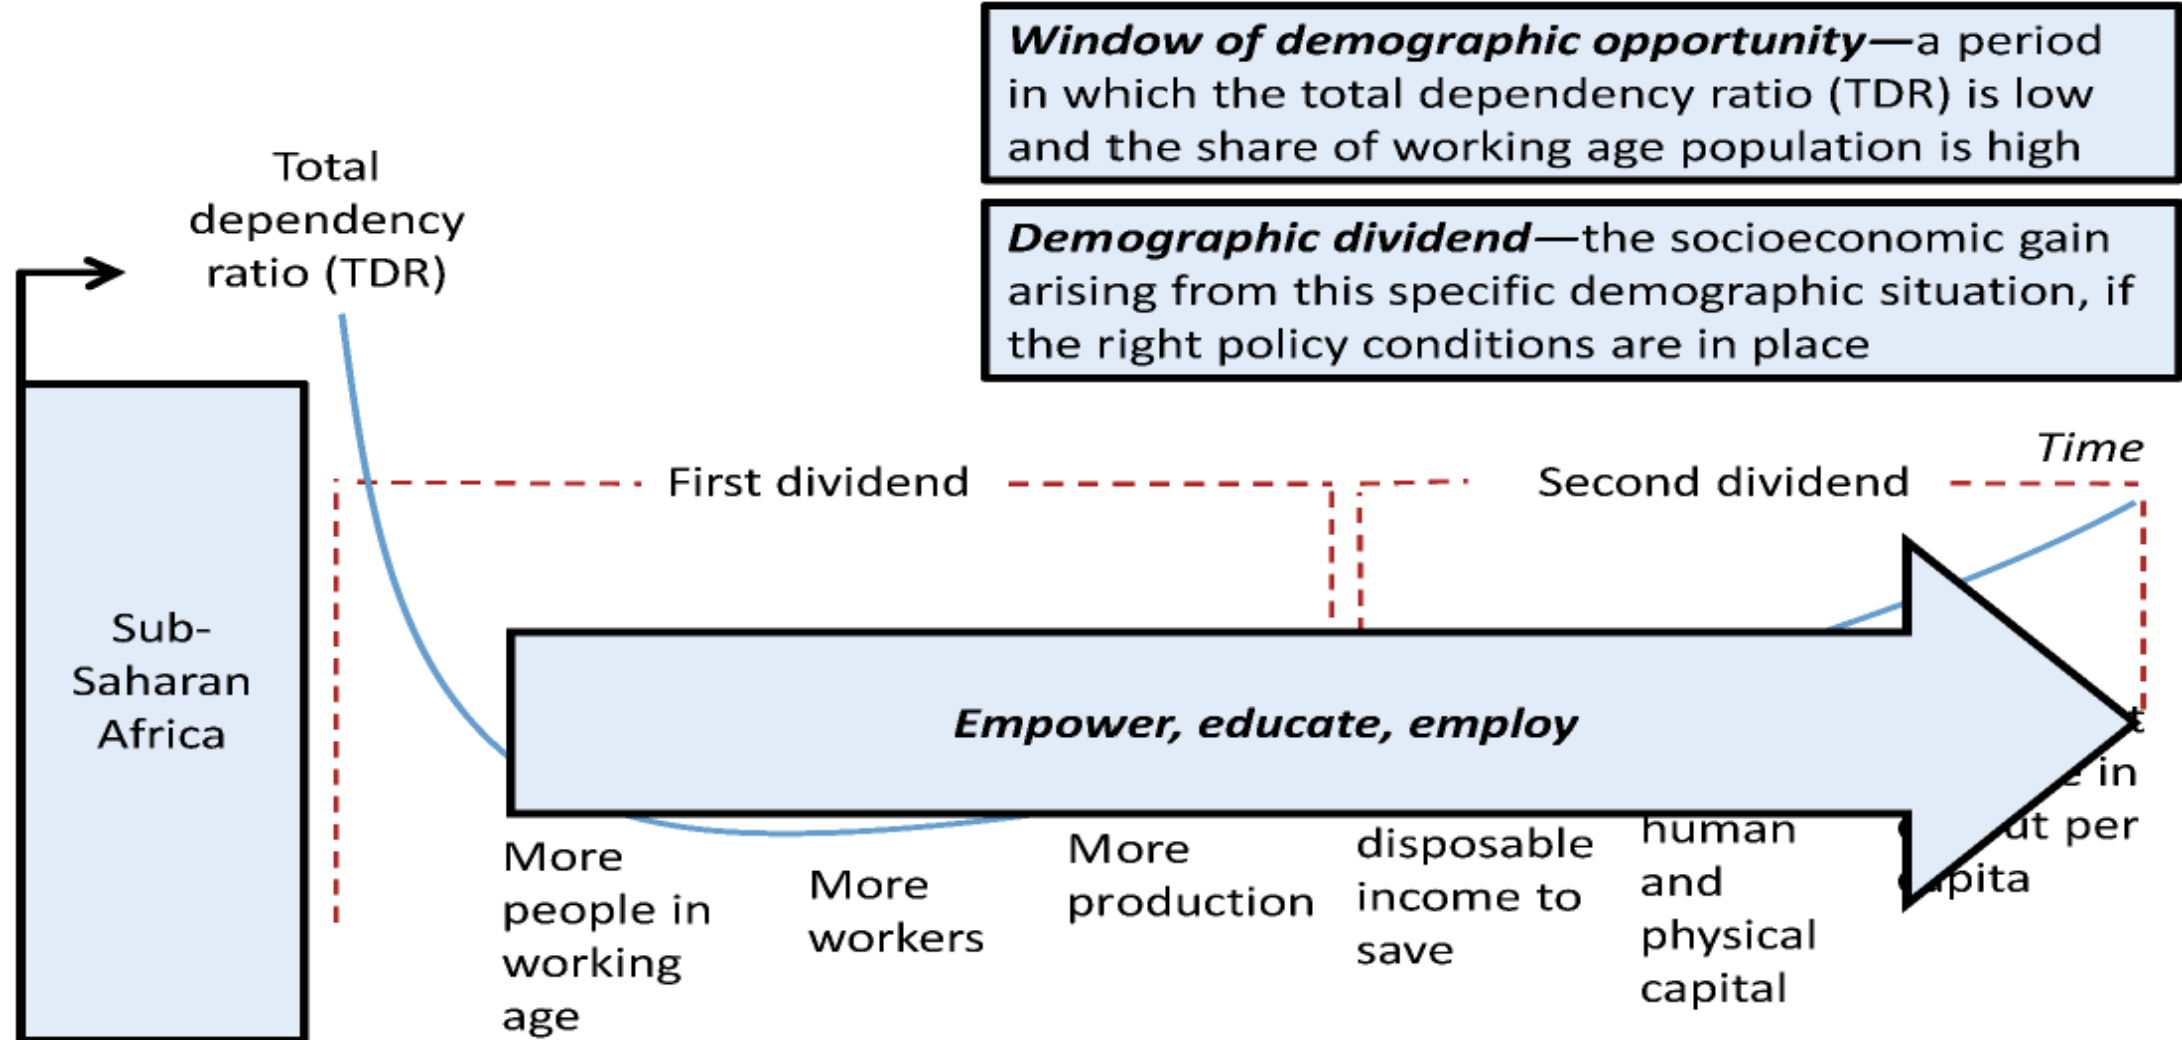 Window of demographic opportunity—a period
in which the total dependency ratio (TDR) is low
and the share of working age population is high
Demographic dividend—the socioeconomic gain
arising from this specific demographic situation, if
the right policy conditions are in place
Total
dependency
ratio (TDR)
Time
First dividend
Second dividend
Sub-
Saharan
Africa
Empower, educate, employ
More
people in
working
age
More
workers
More
production
disposable
income to
save
human
and
physical
capital
in
per